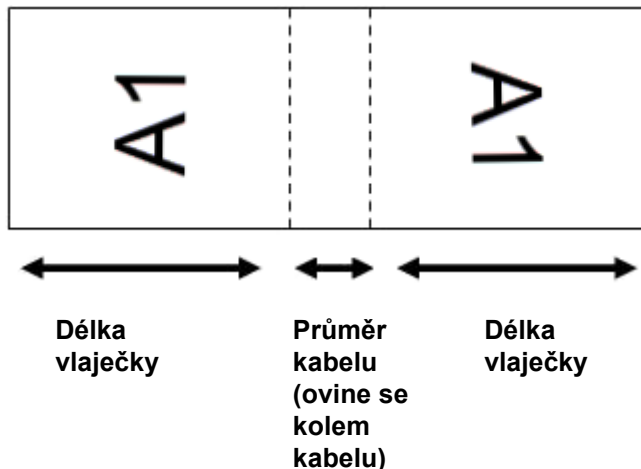 A1
A1
Délka
vlaječky
Průměr
kabelu
(ovine se
kolem
kabelu)
Délka
vlaječky